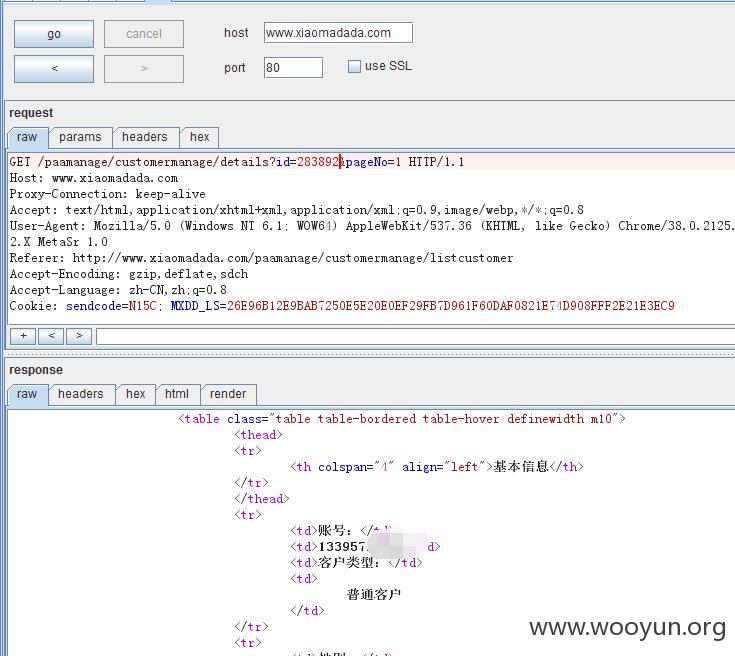 go cancel host www.xiaomadada.com
< > port 80 use SSL
request
raw params headers hex
GET /paamanage/customermanage/details?id=283892&pageNo=1 HTTP/1.1
Host: www.xiaomadada.com
Proxy-Connection: keep-alive
Accept: text/html,application/xhtml+xml,application/xml;q=0.9,image/webp,*/*;q=0.8
User-Agent: Mozilla/5.0 (Windows NT 6.1; WOW64) AppleWebKit/537.36 (KHTML, like Gecko) Chrome/38.0.2125.
2.X MetaSr 1.0
Referer: http://www.xiaomadada.com/paamanage/customermanage/listcustomer
Accept-Encoding: gzip,deflate,sdch
Accept-Language: zh-CN,zh;q=0.8
Cookie: sendcode=N15C; MXDD_LS=26E96B12E9BAB7250E5E20E0EF29FB7D961F60DAF0821E74D908FFF2E21E3EC9
+ < >
response
raw headers hex html render
<table class="table table-bordered table-hover definewidth m10">
<thead>
<tr>
<th colspan="4" align="left">基本信息</th>
</tr>
</thead>
<tr>
<td>账号：</td>
<td>133957 d>
<td>客户类型：</td>
<td>
普通客户
</td>
</tr>
<tr>
www.wooyun.org